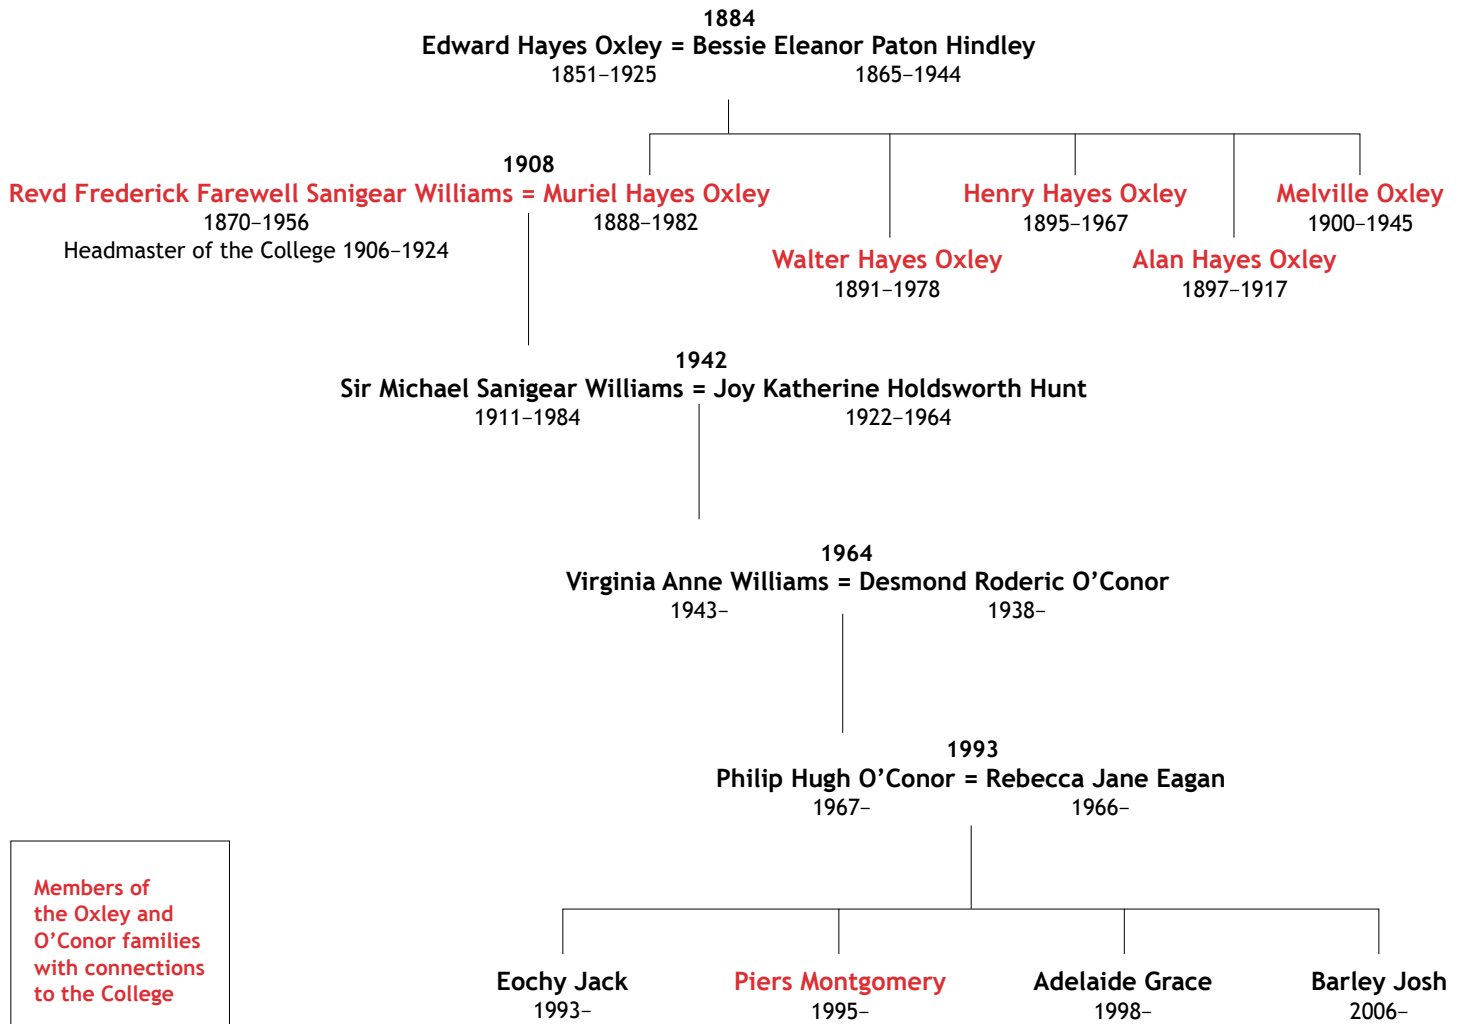 1884
Edward Hayes Oxley = Bessie Eleanor Paton Hindley
1851–1925 1865–1944
1908
Revd Frederick Farewell Sanigear Williams = Muriel Hayes Oxley
1870–1956 1888–1982
Headmaster of the College 1906–1924
Walter Hayes Oxley
1891–1978
Henry Hayes Oxley
1895–1967
Alan Hayes Oxley
1897–1917
Melville Oxley
1900–1945
1942
Sir Michael Sanigear Williams = Joy Katherine Holdsworth Hunt
1911–1984 1922–1964
1964
Virginia Anne Williams = Desmond Roderic O’Conor
1943– 1938–
1993
Philip Hugh O’Conor = Rebecca Jane Eagan
1967– 1966–
Eochy Jack
1993–
Piers Montgomery
1995–
Adelaide Grace
1998–
Barley Josh
2006–
Members of
the Oxley and
O’Conor families
with connections
to the College